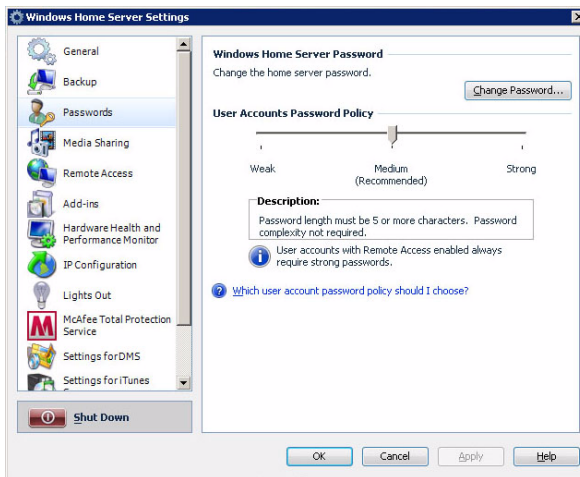 Windows Home Server Settings
General
Backup
Passwords
Media Sharing
Remote Access
Add-ins
Hardware Health and
Performance Monitor
IP Configuration
Lights Out
McAfee Total Protection
Service
Settings for DMS
Settings for iTunes
Shut Down
Windows Home Server Password
Change the home server password.
Change Password...
User Accounts Password Policy
Weak
Medium
(Recommended)
Strong
Description:
Password length must be 5 or more characters. Password
complexity not required.
User accounts with Remote Access enabled always
require strong passwords.
Which user account password policy should I choose?
OK
Cancel
Apply
Help